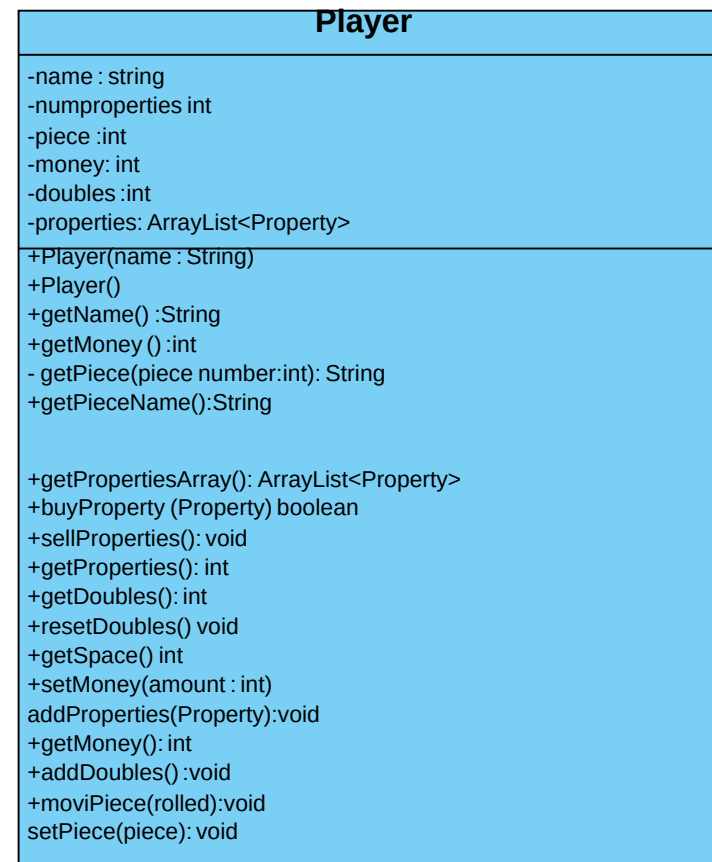 Player
-name : string
-numproperties int
-piece :int
-money: int
-doubles :int
-properties: ArrayList<Property>
+Player(name : String)
+Player()
+getName() :String
+getMoney () :int
- getPiece(piece number:int): String
+getPieceName():String
+getPropertiesArray(): ArrayList<Property>
+buyProperty (Property) boolean
+sellProperties(): void
+getProperties(): int
+getDoubles(): int
+resetDoubles() void
+getSpace() int
+setMoney(amount : int)
addProperties(Property):void
+getMoney(): int
+addDoubles() :void
+moviPiece(rolled):void
setPiece(piece): void